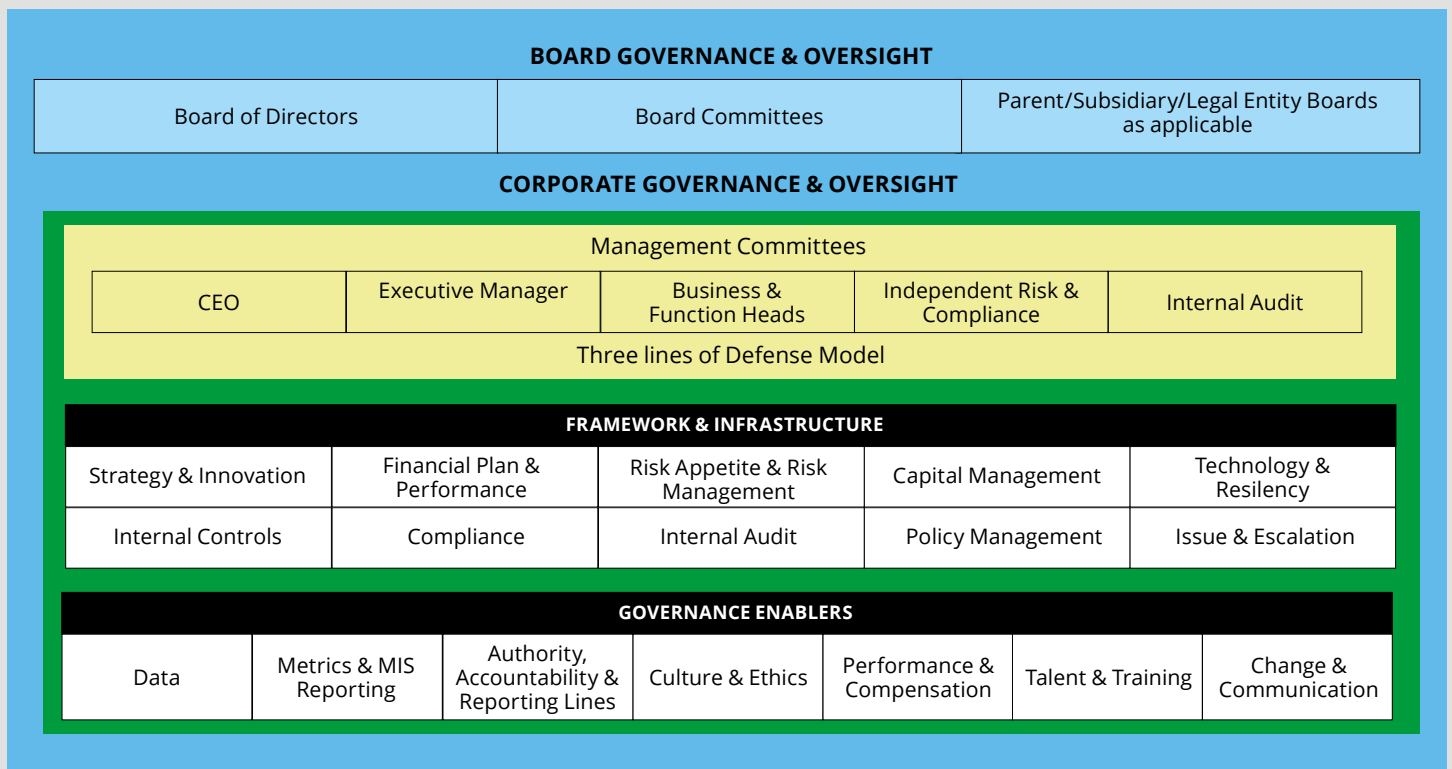 BOARD GOVERNANCE & OVERSIGHT
Board of Directors
Board Committees
Parent/Subsidiary/Legal Entity Boards
as applicable
CORPORATE GOVERNANCE & OVERSIGHT
Management Committees
CEO
Executive Manager
Business &
Function Heads
Independent Risk &
Compliance
Internal Audit
Three lines of Defense Model
FRAMEWORK & INFRASTRUCTURE
Strategy & Innovation
Financial Plan &
Performance
Risk Appetite & Risk
Management
Capital Management
Technology &
Resilency
Internal Controls
Compliance
Internal Audit
Policy Management
Issue & Escalation
GOVERNANCE ENABLERS
Data
Metrics & MIS
Reporting
Authority,
Accountability &
Reporting Lines
Culture & Ethics
Performance &
Compensation
Talent & Training
Change &
Communication